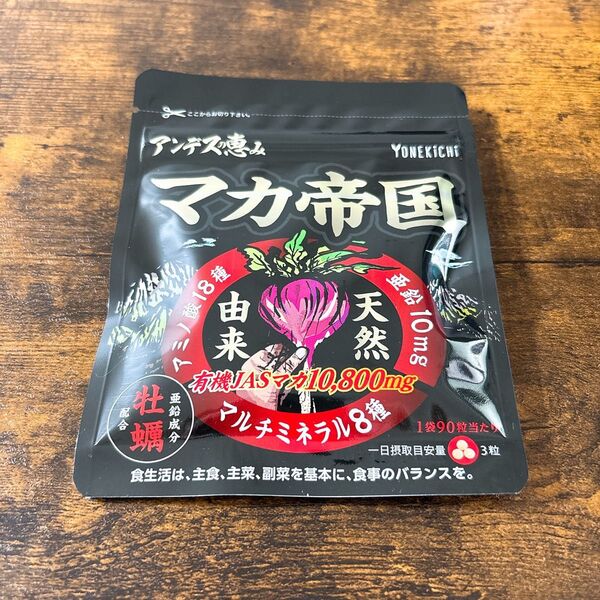 ここからお切り下さい。
アンデスの恵み
YONEKICHI
マカ帝国
アミノ酸18種
亜鉛10mg
天然
由来
有機JASマカ10,800mg
マルチミネラル8種
牡蠣
亜鉛成分
配合
1袋90粒当たり
一日摂取目安量 3粒
食生活は、主食、主菜、副菜を基本に、食事のバランスを。